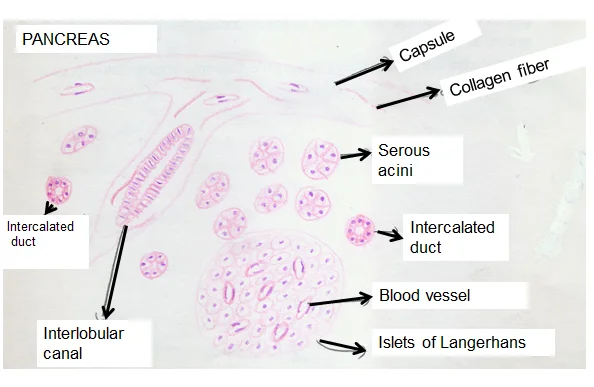 PANCREAS
Capsule
Collagen fiber
Serous
acini
Intercalated
duct
Intercalated
duct
Blood vessel
Interlobular
canal
Islets of Langerhans